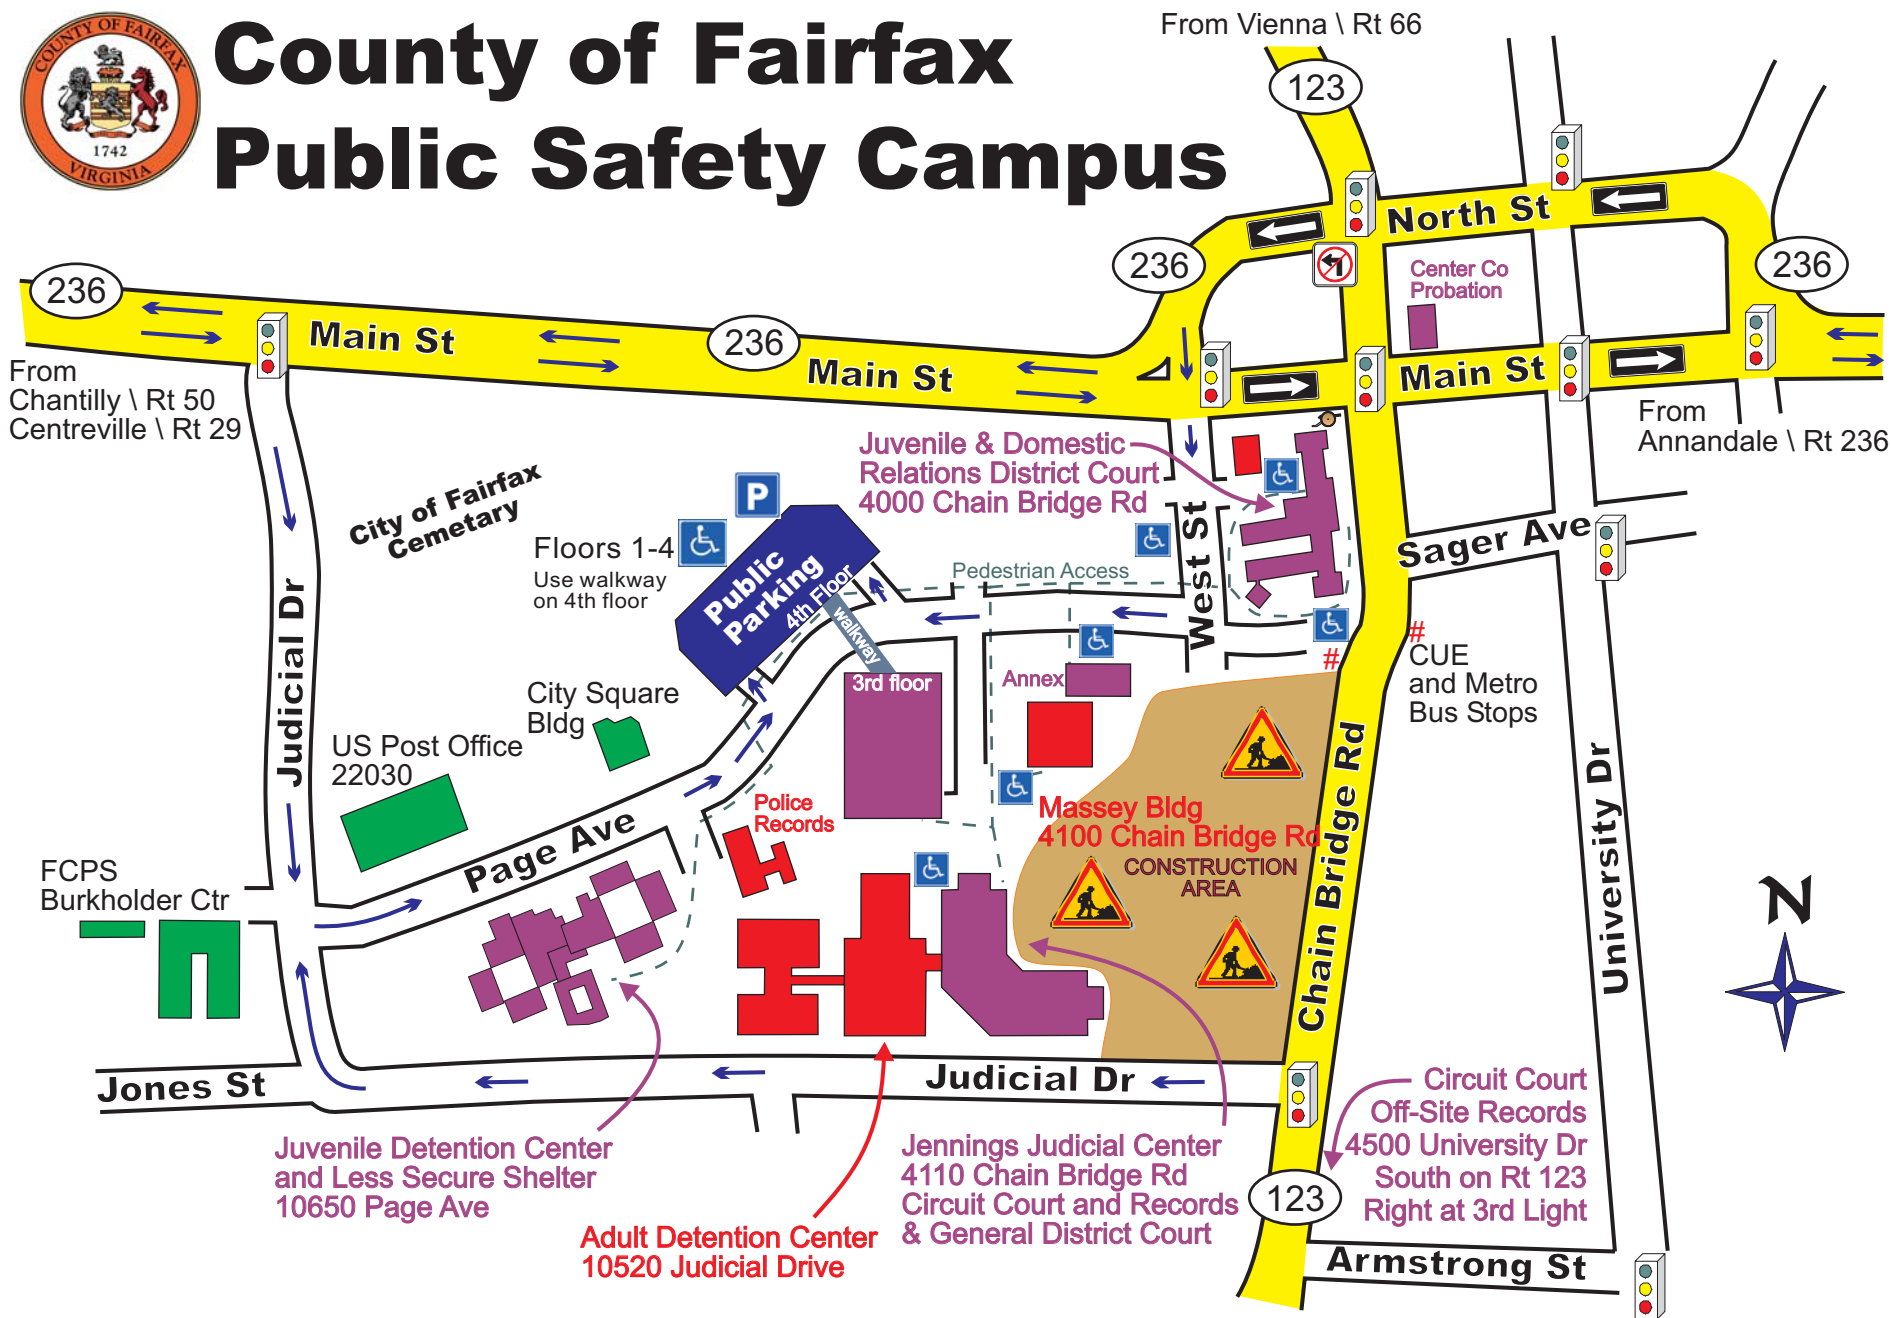 County of Fairfax
Public Safety Campus
COUNTY OF FAIRFAX
1742
VIRGINIA
From Vienna \ Rt 66
123
North St
236
236
236
Center Co
Probation
Main St
236
Main St
Main St
From
Chantilly \ Rt 50
Centreville \ Rt 29
From
Annandale \ Rt 236
Juvenile & Domestic
Relations District Court
4000 Chain Bridge Rd
City of Fairfax
Cemetary
P
Floors 1-4
Use walkway
on 4th floor
Public
Parking
4th Floor
walkway
3rd floor
Pedestrian Access
West St
Sager Ave
Judicial Dr
#
#
CUE
and Metro
Bus Stops
Annex
City Square
Bldg
US Post Office
22030
Police
Records
Massey Bldg
4100 Chain Bridge Rd
CONSTRUCTION
AREA
Chain Bridge Rd
University Dr
Page Ave
FCPS
Burkholder Ctr
N
Jones St
Judicial Dr
Juvenile Detention Center
and Less Secure Shelter
10650 Page Ave
Adult Detention Center
10520 Judicial Drive
Jennings Judicial Center
4110 Chain Bridge Rd
Circuit Court and Records
& General District Court
Circuit Court
Off-Site Records
4500 University Dr
South on Rt 123
Right at 3rd Light
123
Armstrong St